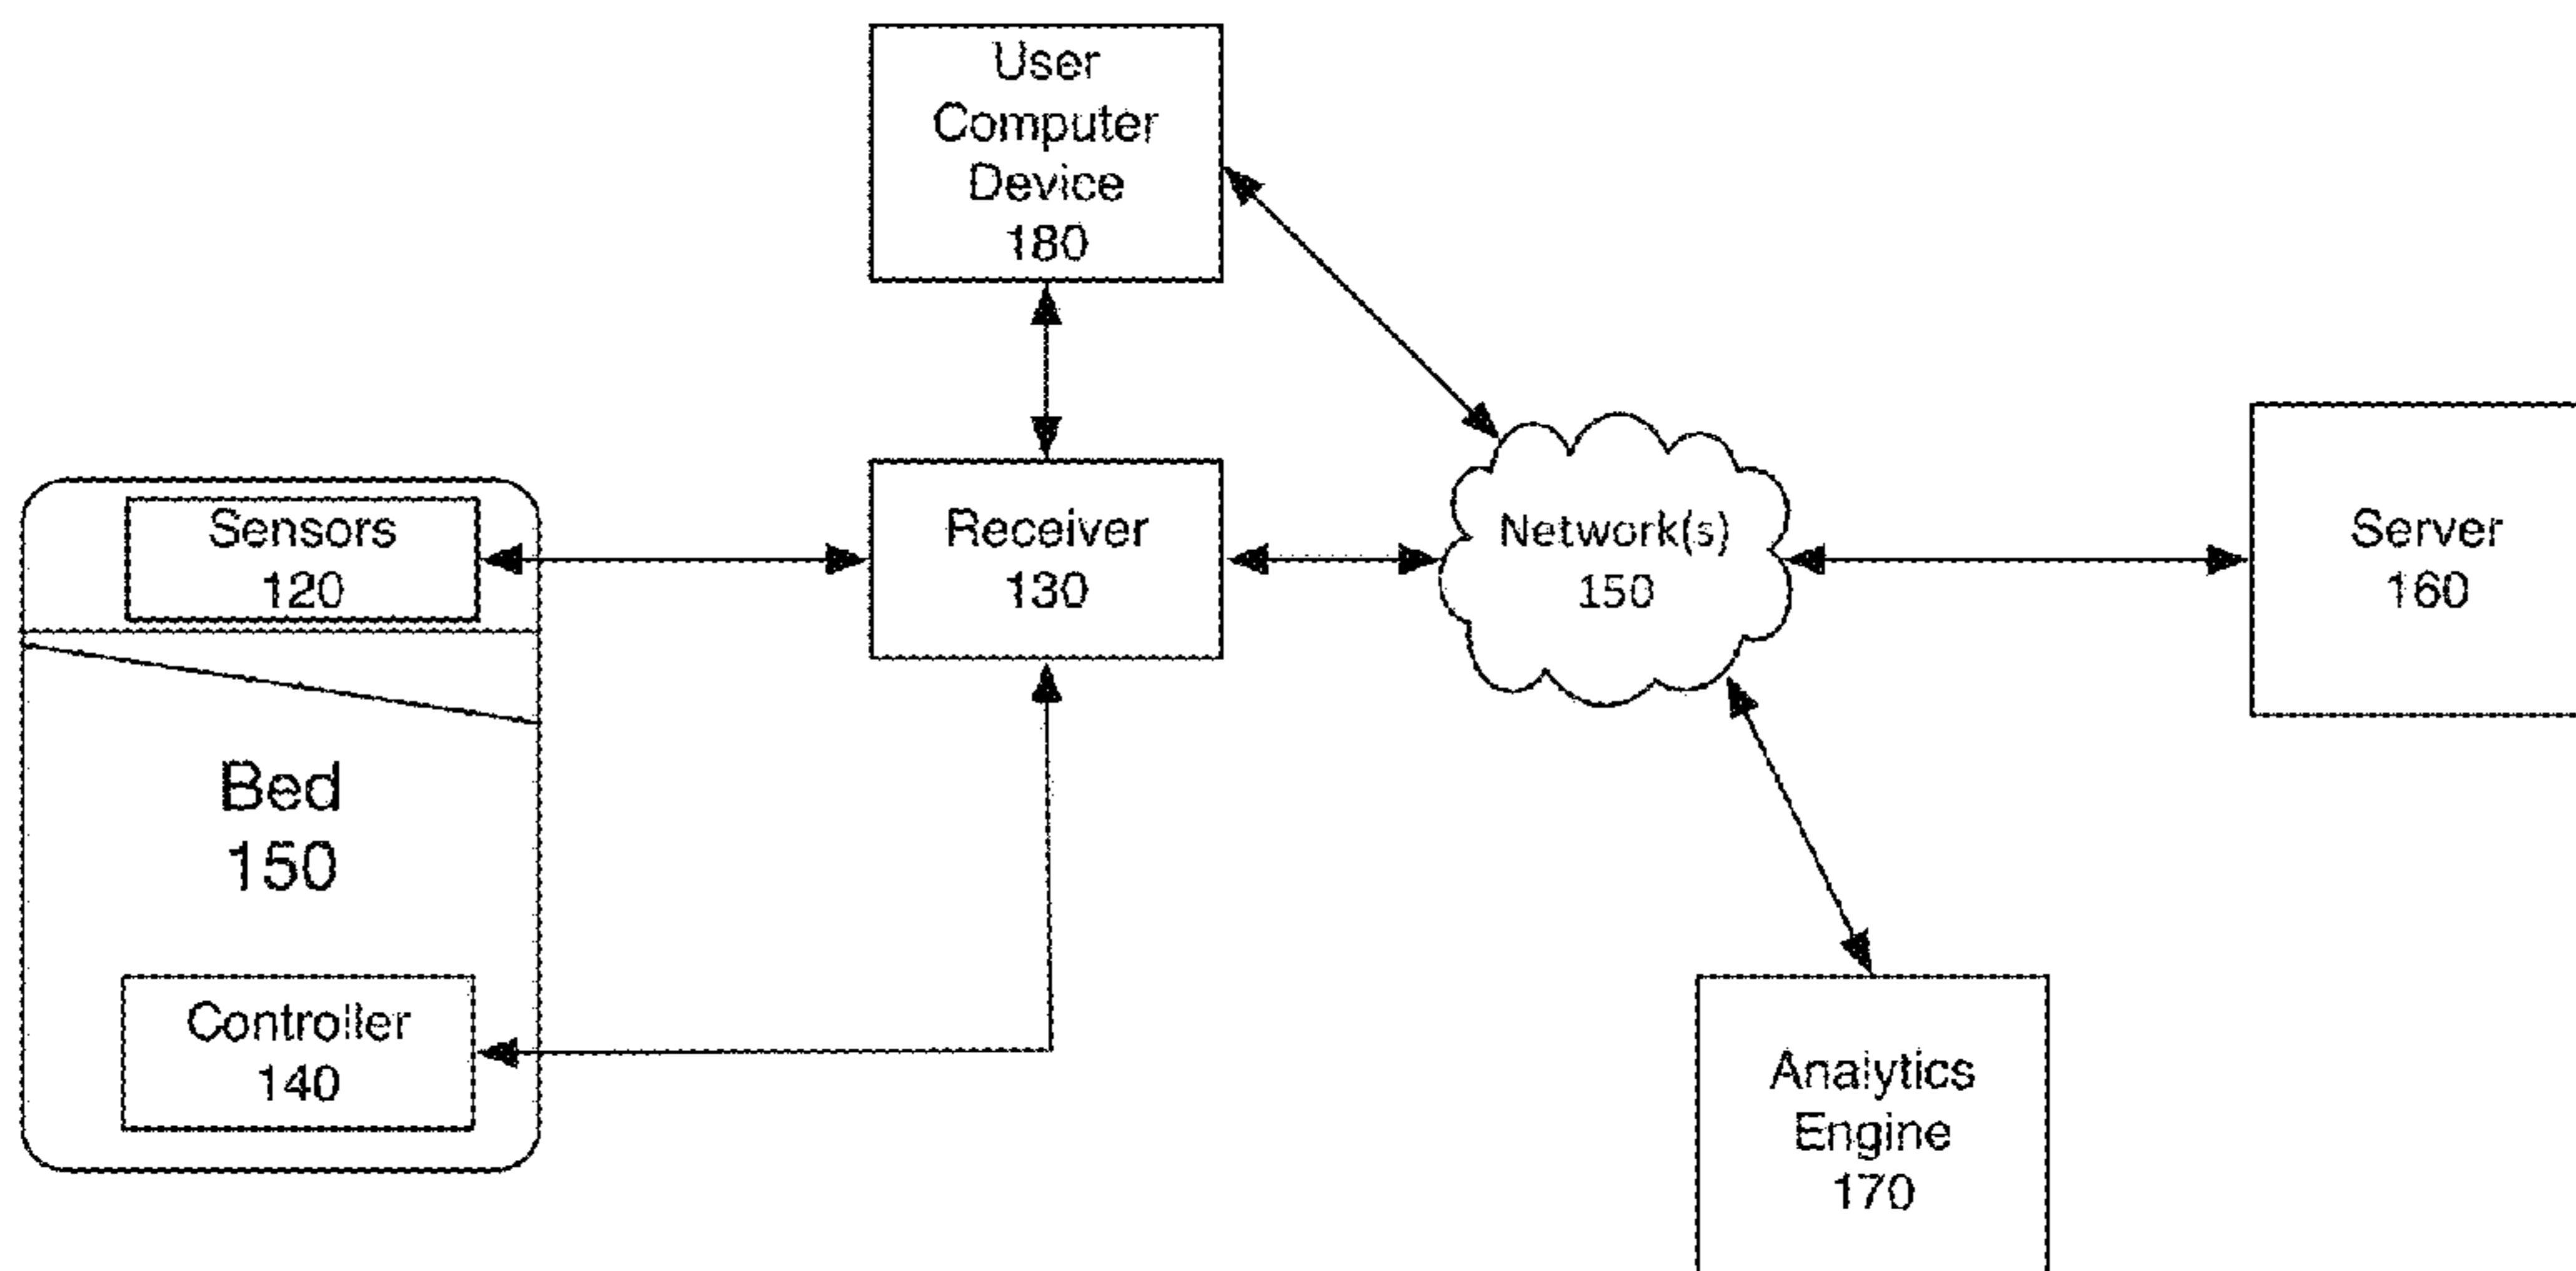 User
Computer
Device
180
Sensors
120
Receiver
130
Network(s)
150
Server
160
Bed
150
Controller
140
Analytics
Engine
170